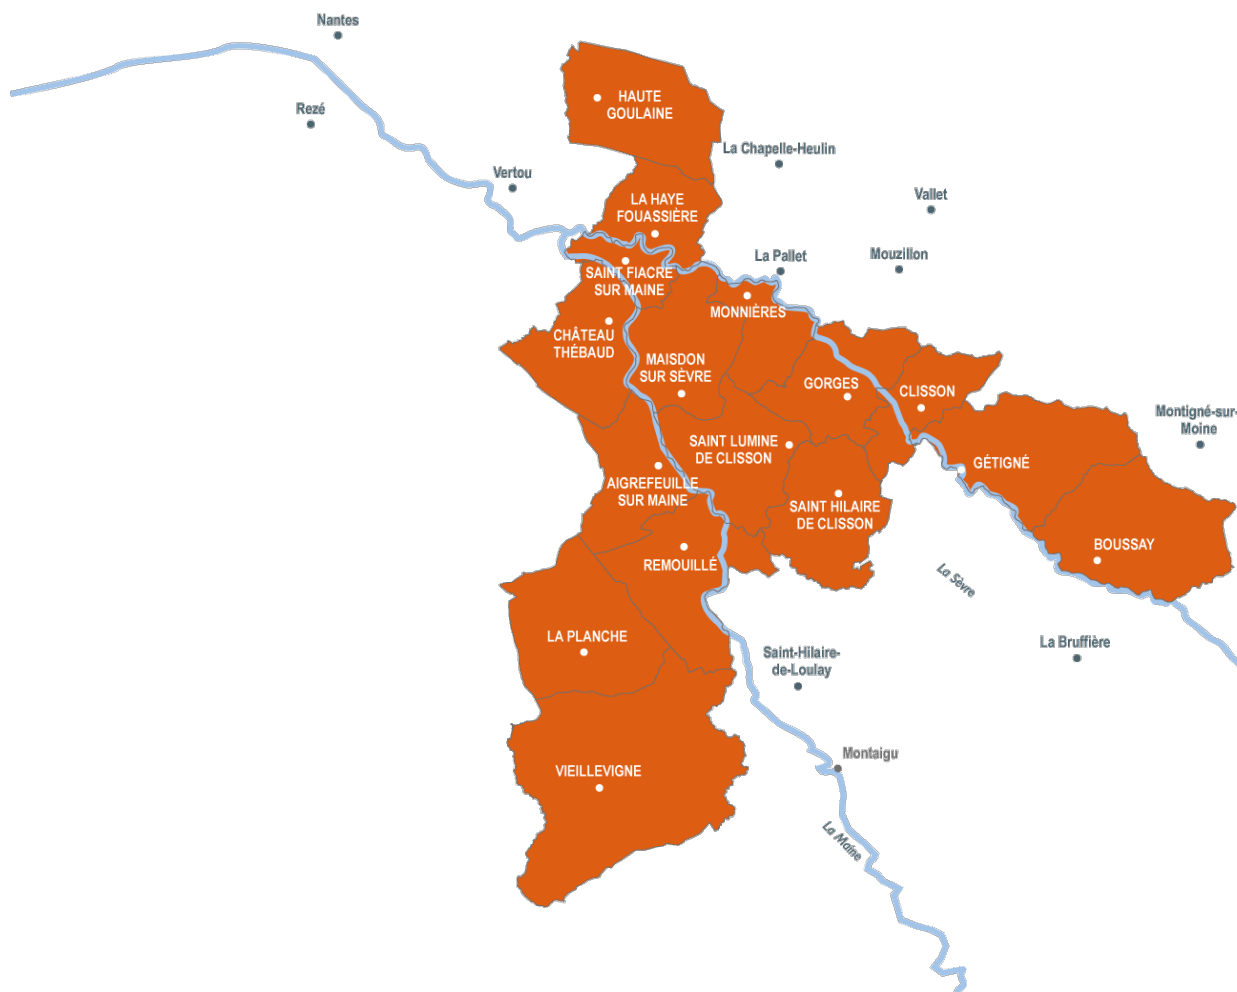 Nantes
HAUTE
GOULAINE
Rezé
La Chapelle-Heulin
Vertou
Vallet
LA HAYE
FOUASSIÈRE
La Pallet
Mouzillon
SAINT FIACRE
SUR MAINE
MONNIÈRES
CHÂTEAU
THÉBAUD
MAISDON
SUR SÈVRE
GORGES
CLISSON
Montigné-sur-
Moine
SAINT LUMINE
DE CLISSON
GÉTIGNÉ
AIGREFEUILLE
SUR MAINE
SAINT HILAIRE
DE CLISSON
BOUSSAY
REMOUILLÉ
La Sèvre
LA PLANCHE
La Bruffière
Saint-Hilaire-
de-Loulay
Montaigu
VIEILLEVIGNE
La Maine